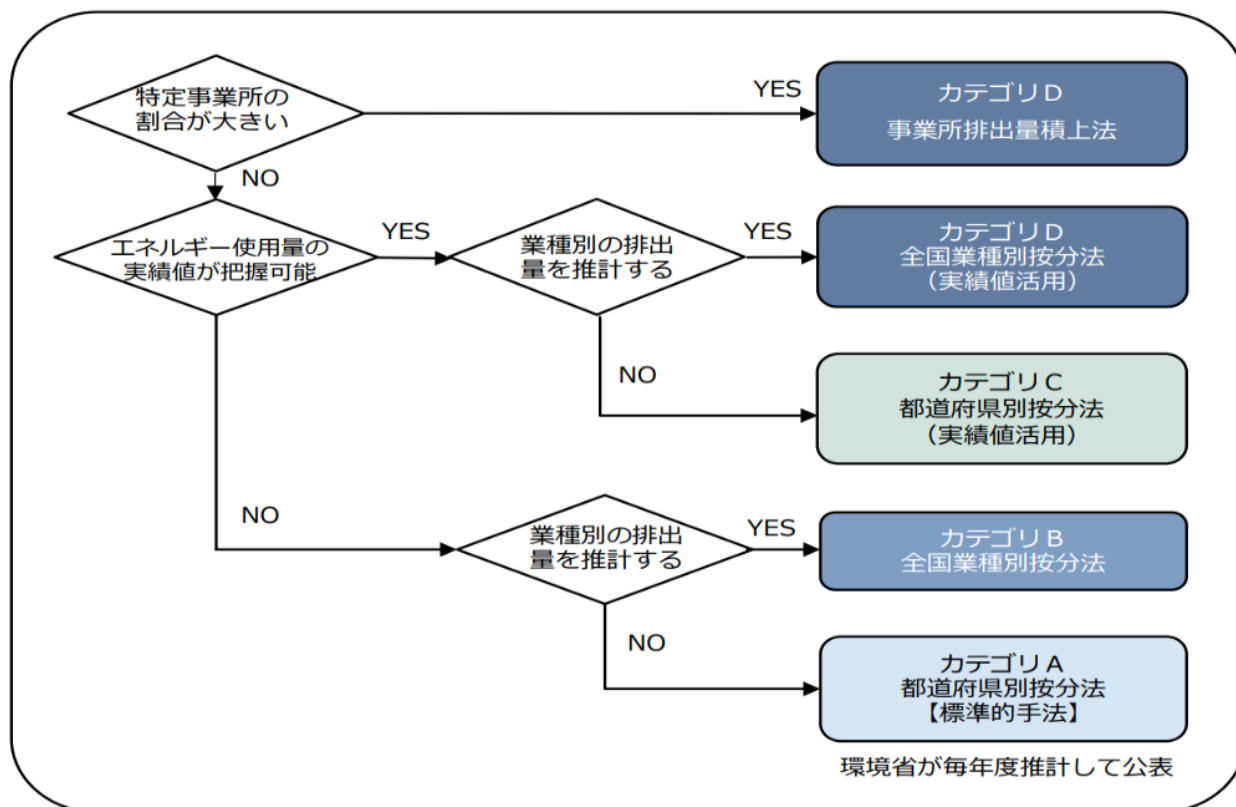 特定事業所の
割合が大きい
YES
カテゴリD
事業所排出量積上法
NO
エネルギー使用量の
実績値が把握可能
YES
業種別の排出
量を推計する
YES
カテゴリD
全国業種別按分法
（実績値活用）
NO
カテゴリC
都道府県別按分法
（実績値活用）
NO
業種別の排出
量を推計する
YES
カテゴリB
全国業種別按分法
NO
カテゴリA
都道府県別按分法
【標準的手法】
環境省が毎年度推計して公表